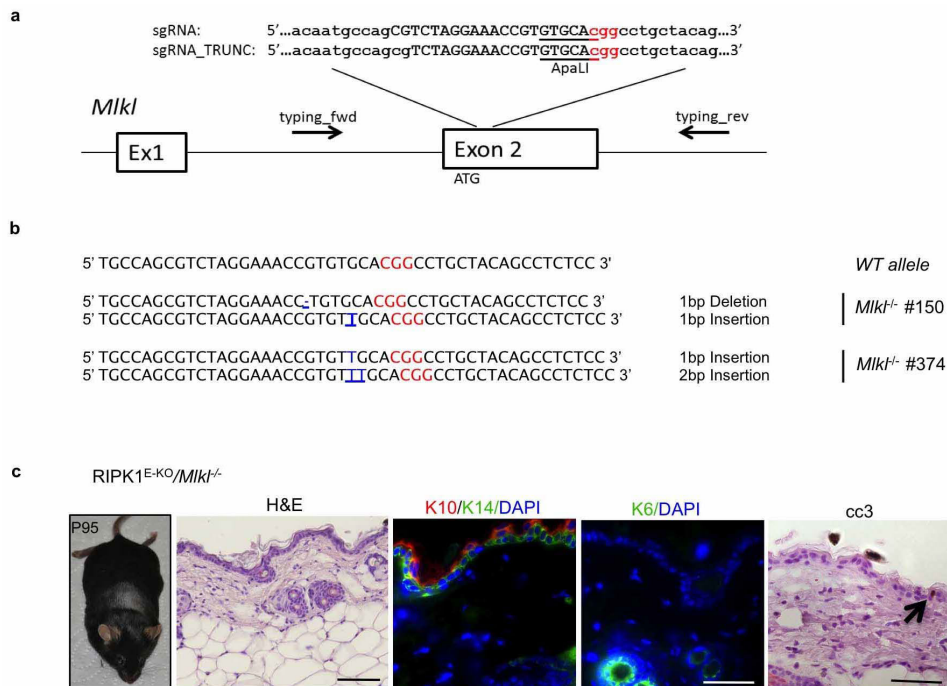 a
sgRNA: 5’…acaatgccagCGTCTAGGAAACCGTGTGCAcggcctgctacag…3’
sgRNA_TRUNC: 5’…acaatgccagcgTCTAGGAAACCGTGTGCAcggcctgctacag…3’
ApaLI
Mlkl
typing_fwd
typing_rev
Ex1
Exon 2
ATG
b
5' TGCCAGCGTCTAGGAAACCGTGTGCACGGCCTGCTACAGCCTCTCC 3' WT allele
5' TGCCAGCGTCTAGGAAACC-TGTGCACGGCCTGCTACAGCCTCTCC 3' 1bp Deletion
5' TGCCAGCGTCTAGGAAACCGTGTTGCACGGCCTGCTACAGCCTCTCC 3' 1bp Insertion
Mlkl-/- #150
5' TGCCAGCGTCTAGGAAACCGTGTTGCACGGCCTGCTACAGCCTCTCC 3' 1bp Insertion
5' TGCCAGCGTCTAGGAAACCGTGTTTGCACGGCCTGCTACAGCCTCTCC 3' 2bp Insertion
Mlkl-/- #374
c
RIPK1E-KO/Mlkl-/-
P95
H&E
K10/K14/DAPI
K6/DAPI
cc3